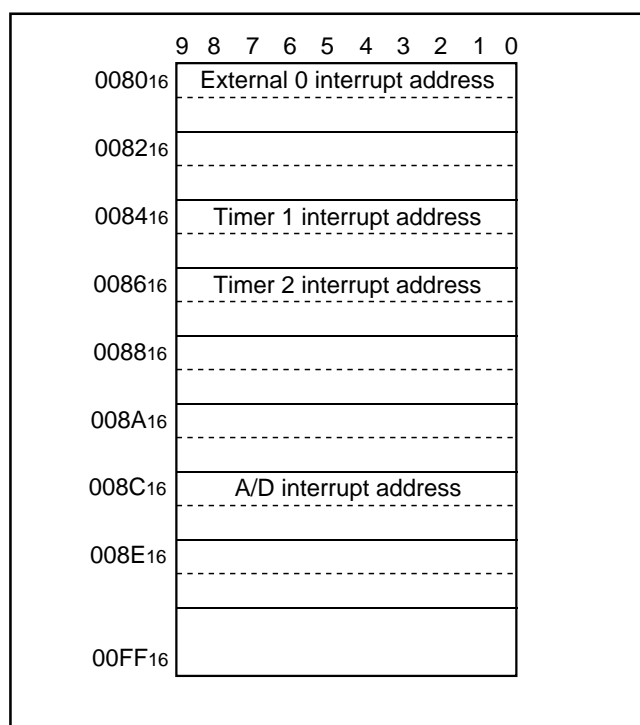 9 8 7 6 5 4 3 2 1 0
008016 External 0 interrupt address
008216
008416 Timer 1 interrupt address
008616 Timer 2 interrupt address
008816
008A16
008C16 A/D interrupt address
008E16
00FF16